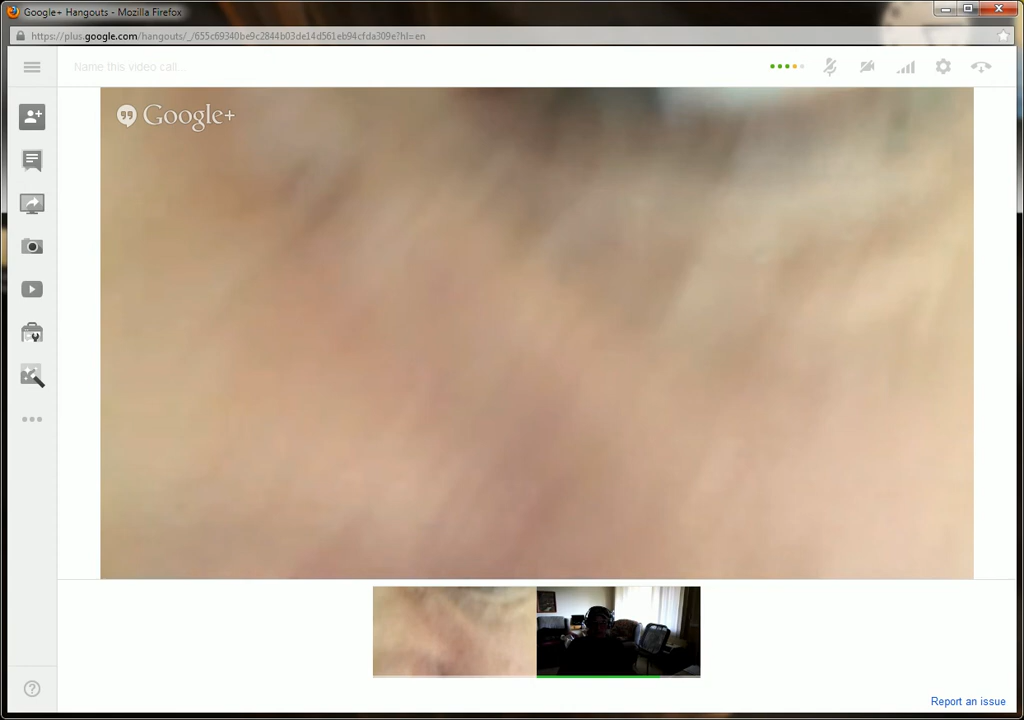 Google+ Hangouts - Mozilla Firefox
https://plus.google.com/hangouts/_/655c69340be9c2844b03de14d561eb94cfda309e?hl=en
Name this video call...
Google+
Report an issue